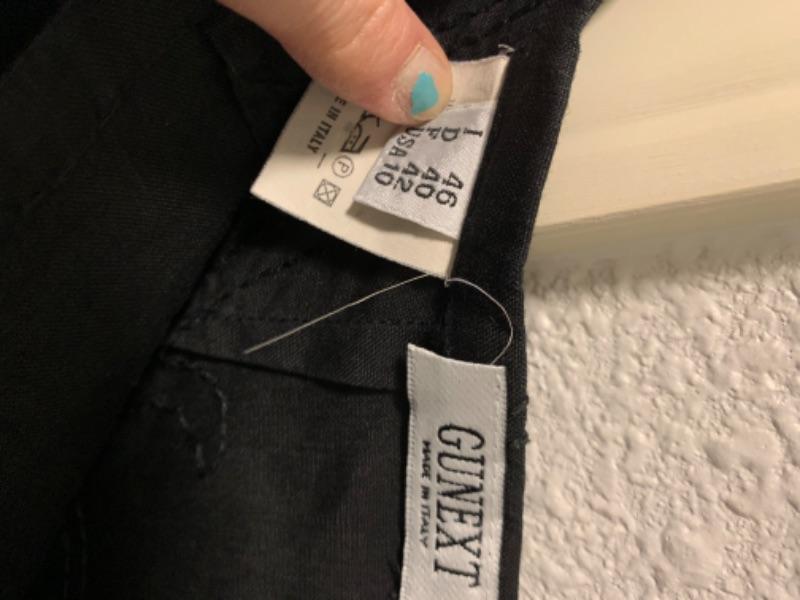 I 46
D 40
F 42
USA 10
E IN ITALY
P
GUNEXT
MADE IN ITALY